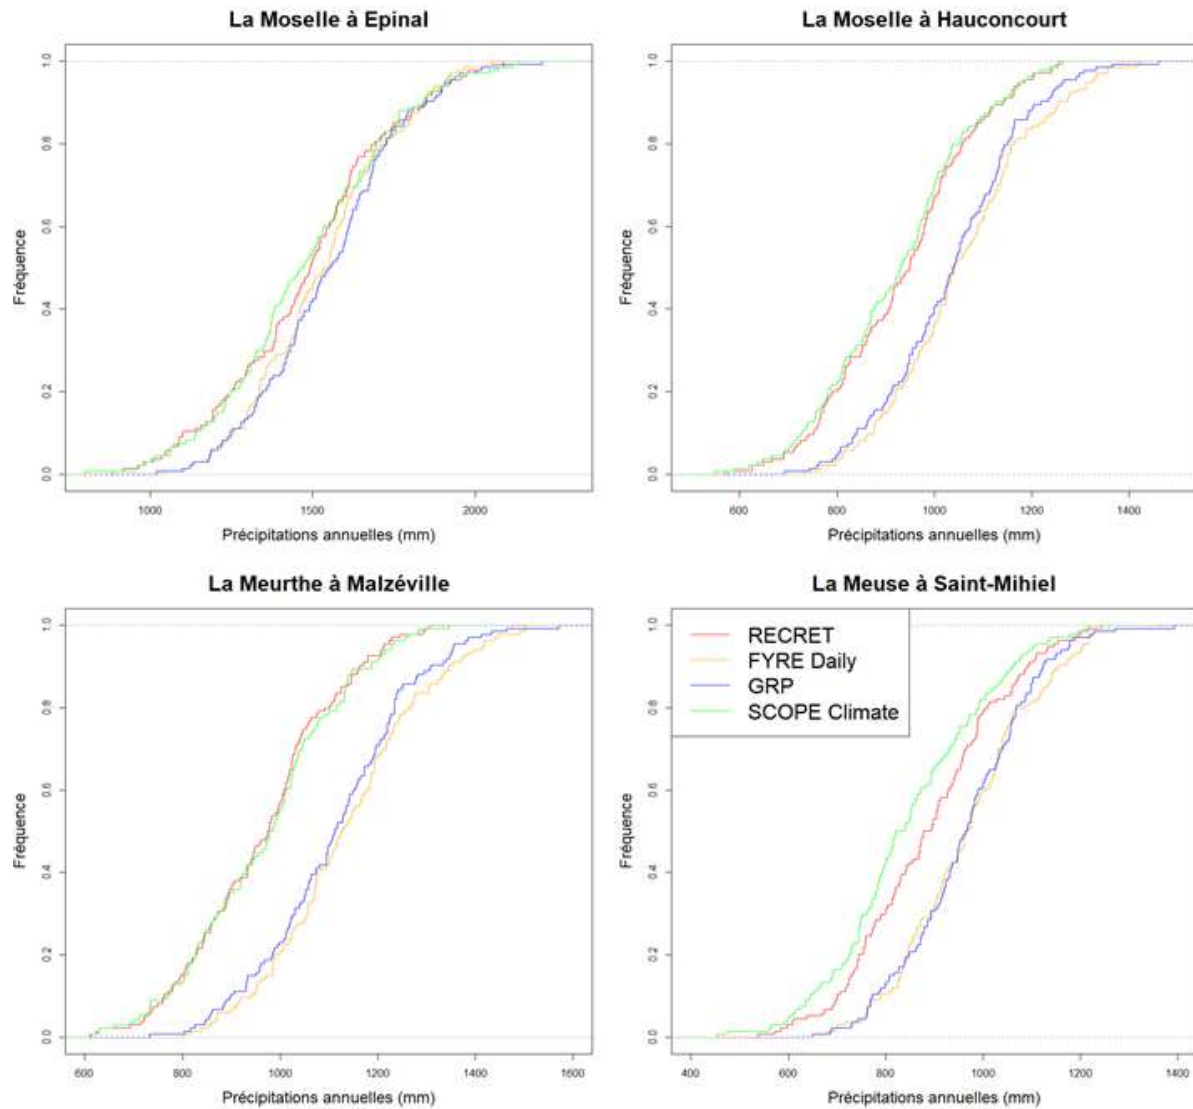 La Moselle à Epinal
Fréquence
0.0 0.2 0.4 0.6 0.8 1.0
1000 1500 2000
Précipitations annuelles (mm)
La Moselle à Hauconcourt
Fréquence
0.0 0.2 0.4 0.6 0.8 1.0
600 800 1000 1200 1400
Précipitations annuelles (mm)
La Meurthe à Malzéville
Fréquence
0.0 0.2 0.4 0.6 0.8 1.0
600 800 1000 1200 1400 1600
Précipitations annuelles (mm)
La Meuse à Saint-Mihiel
RECRET
FYRE Daily
GRP
SCOPE Climate
Fréquence
0.0 0.2 0.4 0.6 0.8 1.0
400 600 800 1000 1200 1400
Précipitations annuelles (mm)